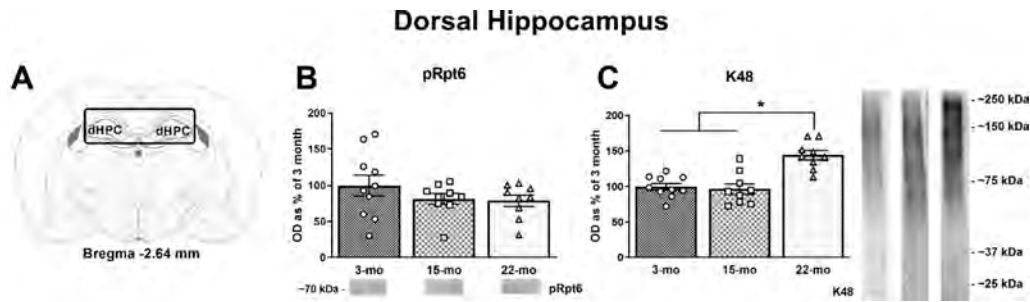 Dorsal Hippocampus
A
dHPC dHPC
Bregma -2.64 mm
B
pRpt6
OD as % of 3 month
200
150
100
50
0
3-mo 15-mo 22-mo
~70 kDa - pRpt6
C
K48
*
OD as % of 3 month
200
150
100
50
0
3-mo 15-mo 22-mo
K48
- ~250 kDa
- ~150 kDa
- ~75 kDa
- ~37 kDa
- ~25 kDa